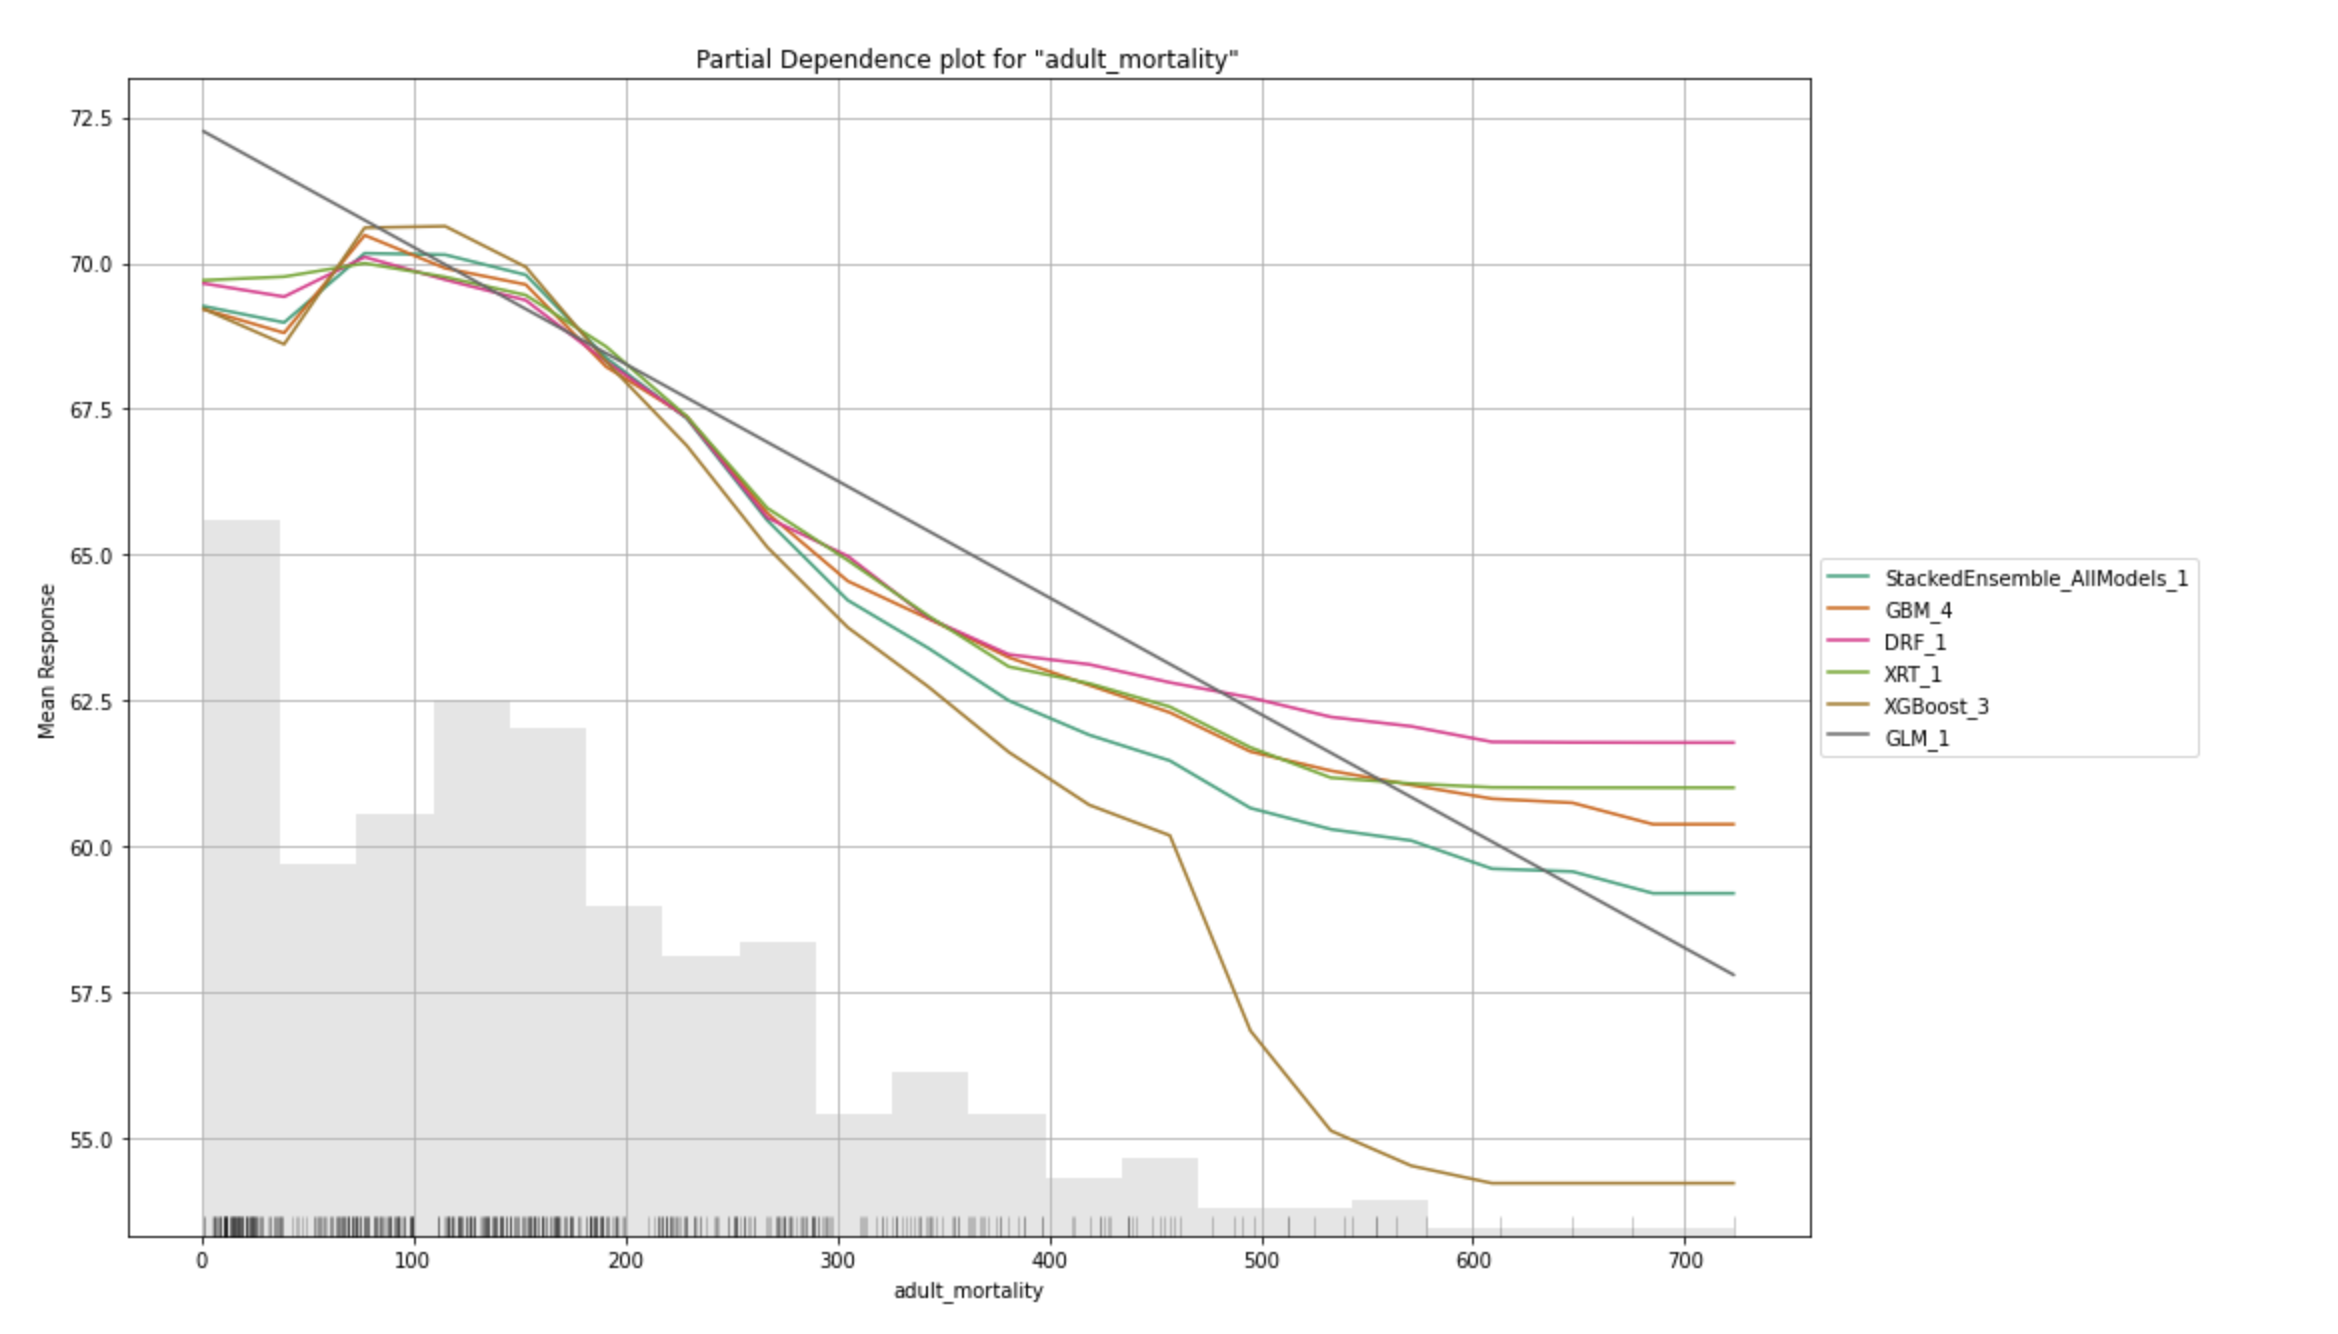 Partial Dependence plot for "adult_mortality"
72.5
70.0
67.5
65.0
62.5
60.0
57.5
55.0
Mean Response
0 100 200 300 400 500 600 700
adult_mortality
StackedEnsemble_AllModels_1
GBM_4
DRF_1
XRT_1
XGBoost_3
GLM_1